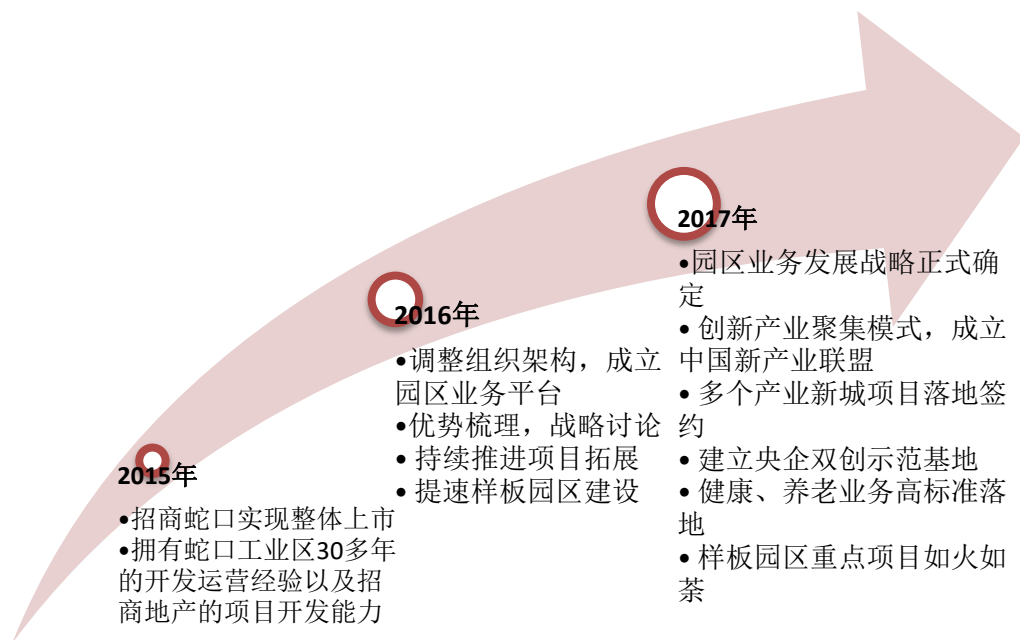 2015年
•招商蛇口实现整体上市
•拥有蛇口工业区30多年
的开发运营经验以及招
商地产的项目开发能力
2016年
•调整组织架构，成立
园区业务平台
•优势梳理，战略讨论
• 持续推进项目拓展
• 提速样板园区建设
2017年
•园区业务发展战略正式确
定
• 创新产业聚集模式，成立
中国新产业联盟
• 多个产业新城项目落地签
约
• 建立央企双创示范基地
• 健康、养老业务高标准落
地
• 样板园区重点项目如火如
荼